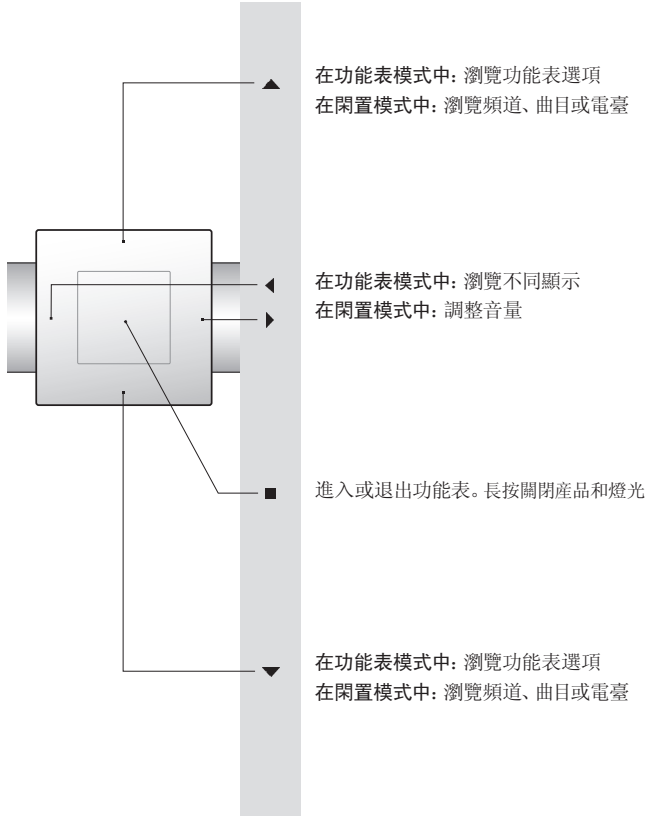 在功能表模式中: 瀏覽功能表選項
在閑置模式中: 瀏覽頻道、曲目或電臺
在功能表模式中: 瀏覽不同顯示
在閑置模式中: 調整音量
進入或退出功能表。長按關閉産品和燈光
在功能表模式中: 瀏覽功能表選項
在閑置模式中: 瀏覽頻道、曲目或電臺